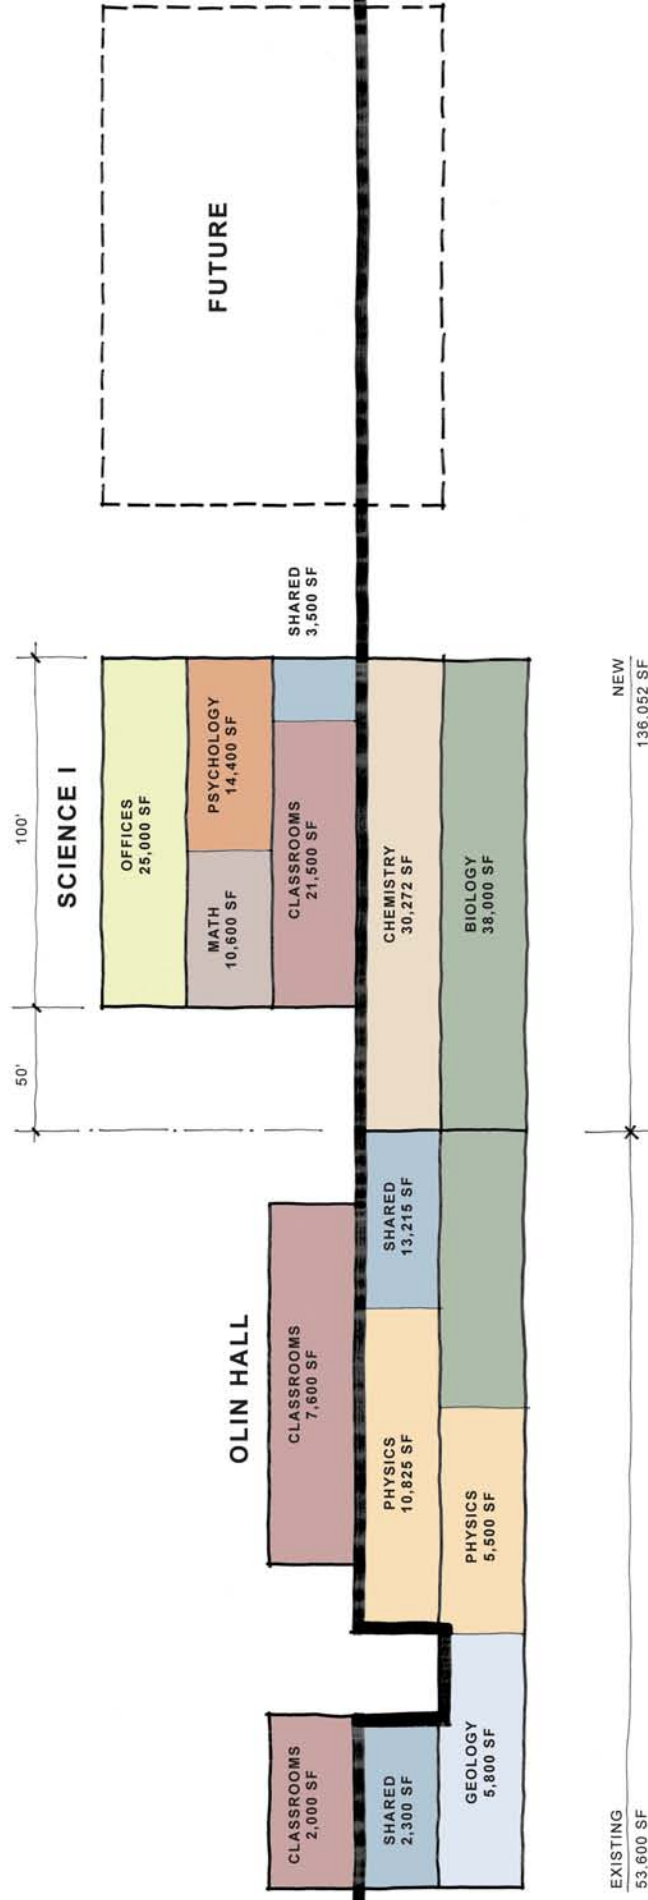 50'
100'
SCIENCE I
FUTURE
OFFICES
25,000 SF
MATH
10,600 SF
PSYCHOLOGY
14,400 SF
OLIN HALL
CLASSROOMS
2,000 SF
CLASSROOMS
7,600 SF
CLASSROOMS
21,500 SF
SHARED
3,500 SF
SHARED
2,300 SF
PHYSICS
10,825 SF
SHARED
13,215 SF
CHEMISTRY
30,272 SF
GEOLOGY
5,800 SF
PHYSICS
5,500 SF
BIOLOGY
38,000 SF
EXISTING
53,600 SF
NEW
136,052 SF